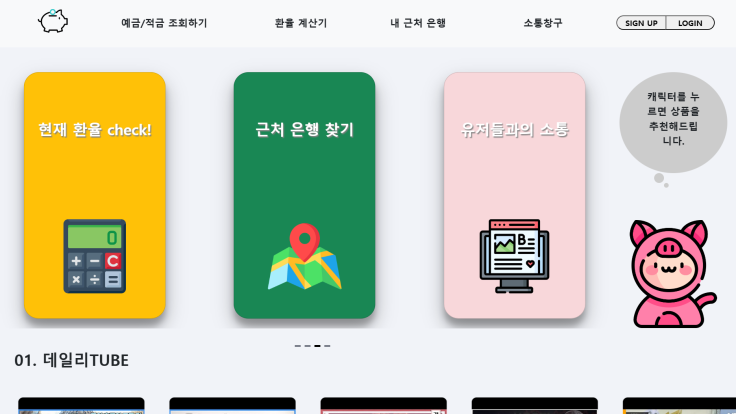 예금/적금 조회하기 환율 계산기 내 근처 은행 소통창구 SIGN UP LOGIN
현재 환율 check!
근처 은행 찾기
유저들과의 소통
캐릭터를 누
르면 상품을
추천해드립
니다.
0
C
B
01. 데일리TUBE